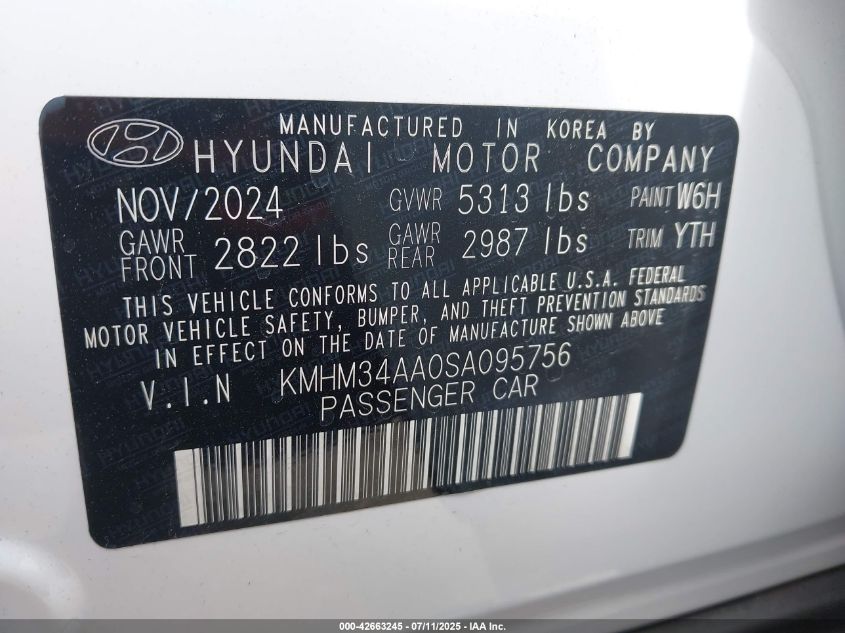 MANUFACTURED IN KOREA BY
HYUNDAI MOTOR COMPANY
NOV/2024 GVWR 5313 lbs PAINT W6H
GAWR FRONT 2822 lbs GAWR REAR 2987 lbs TRIM YTH
THIS VEHICLE CONFORMS TO ALL APPLICABLE U.S.A. FEDERAL
MOTOR VEHICLE SAFETY, BUMPER, AND THEFT PREVENTION STANDARDS
IN EFFECT ON THE DATE OF MANUFACTURE SHOWN ABOVE
V.I.N KMHM34AA0SA095756
PASSENGER CAR
000-42663245 - 07/11/2025 - IAA Inc.